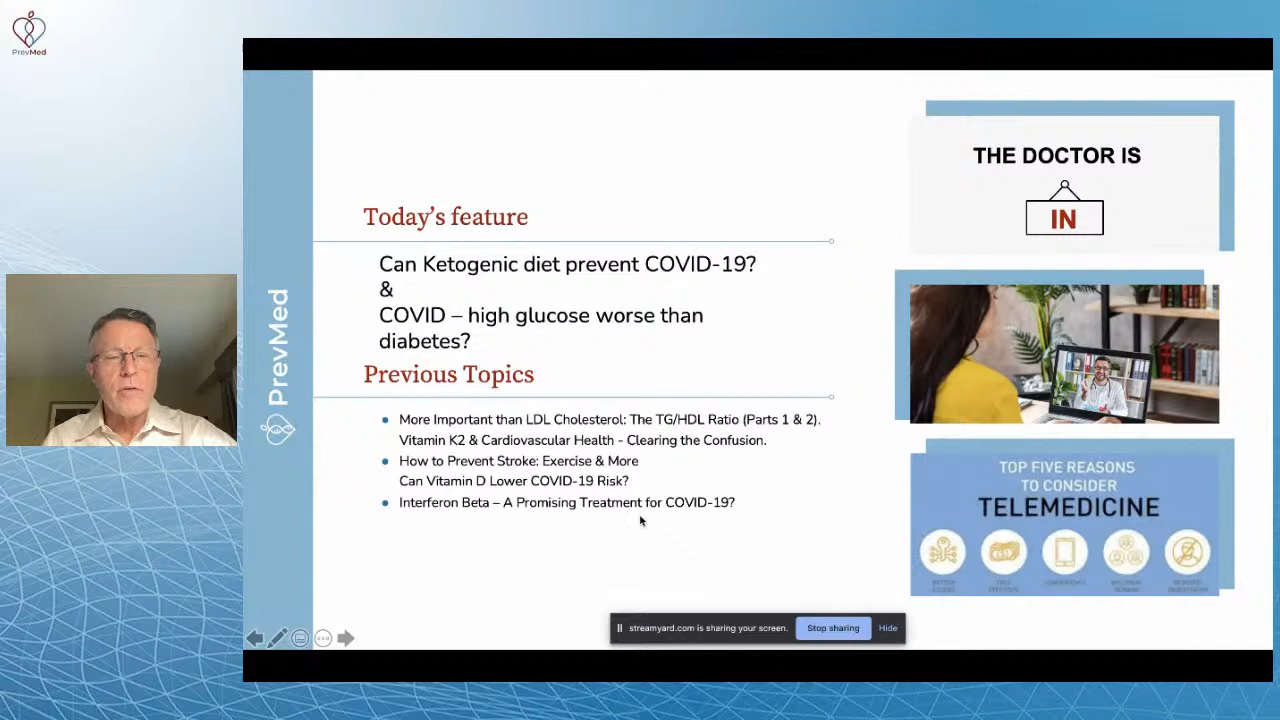 PrevMed
PrevMed
Today's feature
Can Ketogenic diet prevent COVID-19?
&
COVID – high glucose worse than
diabetes?
Previous Topics
More Important than LDL Cholesterol: The TG/HDL Ratio (Parts 1 & 2).
Vitamin K2 & Cardiovascular Health - Clearing the Confusion.
How to Prevent Stroke: Exercise & More
Can Vitamin D Lower COVID-19 Risk?
Interferon Beta – A Promising Treatment for COVID-19?
THE DOCTOR IS
IN
TOP FIVE REASONS
TO CONSIDER
TELEMEDICINE
streamyard.com is sharing your screen.
Stop sharing
Hide